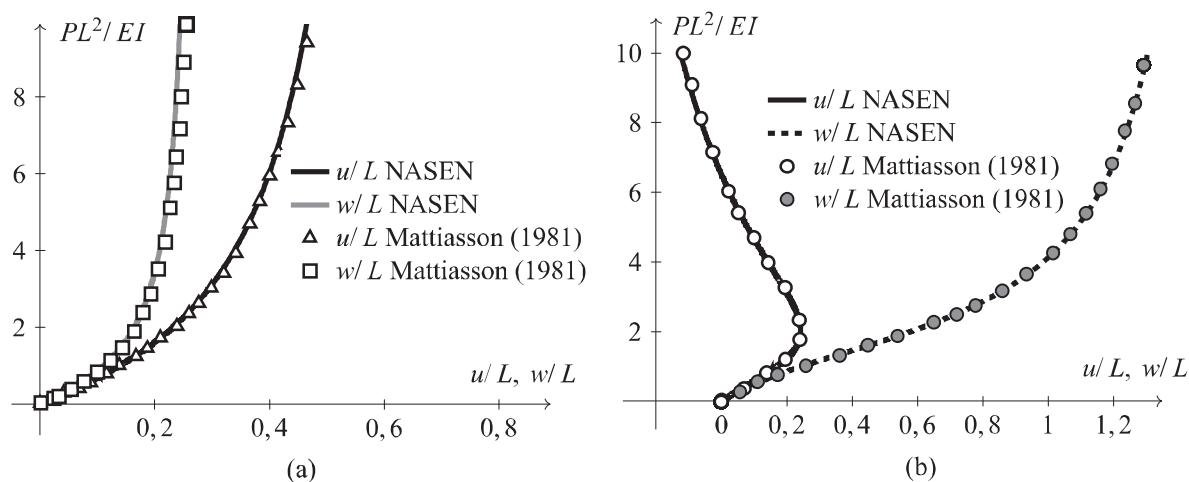 PL²/ EI
8
6
4
2
0, 2
0, 4
0, 6
0, 8
u/ L, w/ L
u/ L NASEN
w/ L NASEN
u/ L Mattiasson (1981)
w/ L Mattiasson (1981)
(a)
PL²/ EI
10
8
6
4
2
0
0, 2
0, 4
0, 6
0, 8
1
1, 2
u/ L, w/ L
u/ L NASEN
w/ L NASEN
u/ L Mattiasson (1981)
w/ L Mattiasson (1981)
(b)